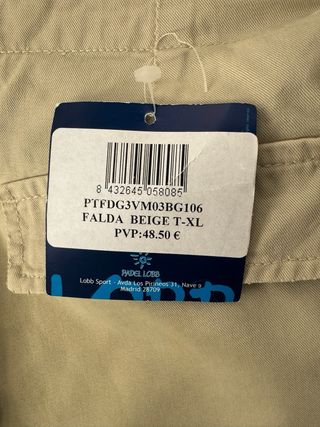 8 432645 058085
PTFDG3VM03BG106
FALDA BEIGE T-XL
PVP:48.50 €
PADEL LOBB
Lobb Sport - Avda Los Pirineos 31, Nave 9
Madrid 28709
LOBB